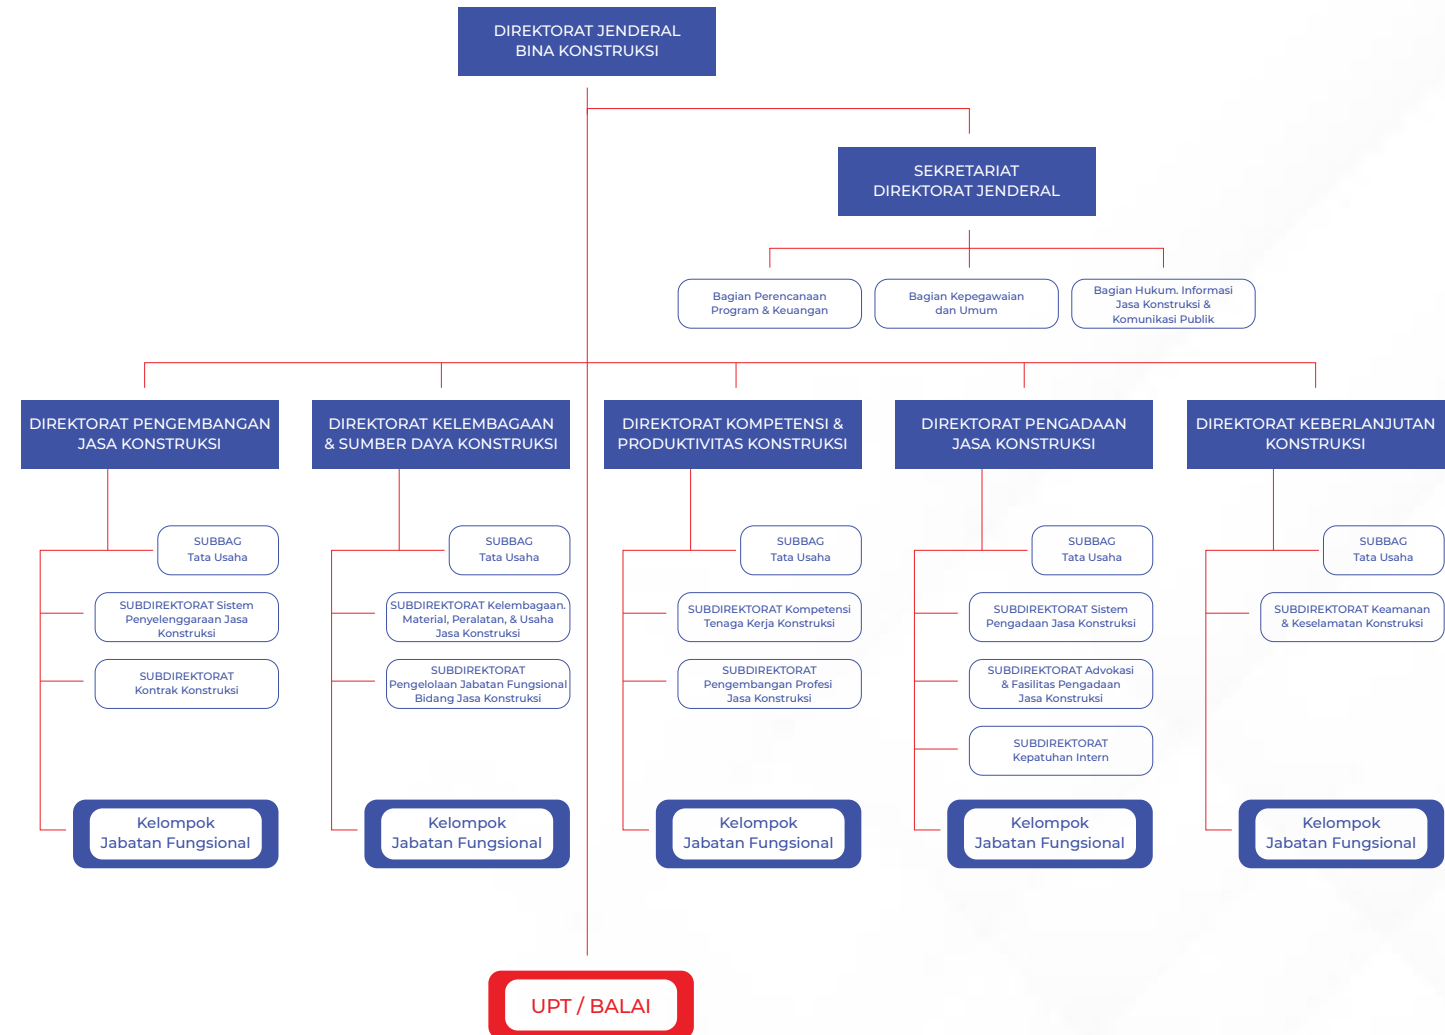 DIREKTORAT JENDERAL
BINA KONSTRUKSI
SEKRETARIAT
DIREKTORAT JENDERAL
Bagian Perencanaan
Program & Keuangan
Bagian Kepegawaian
dan Umum
Bagian Hukum. Informasi
Jasa Konstruksi &
Komunikasi Publik
DIREKTORAT PENGEMBANGAN
JASA KONSTRUKSI
SUBBAG
Tata Usaha
SUBDIREKTORAT Sistem
Penyelenggaraan Jasa
Konstruksi
SUBDIREKTORAT
Kontrak Konstruksi
Kelompok
Jabatan Fungsional
DIREKTORAT KELEMBAGAAN
& SUMBER DAYA KONSTRUKSI
SUBBAG
Tata Usaha
SUBDIREKTORAT Kelembagaan.
Material, Peralatan, & Usaha
Jasa Konstruksi
SUBDIREKTORAT
Pengelolaan Jabatan Fungsional
Bidang Jasa Konstruksi
Kelompok
Jabatan Fungsional
DIREKTORAT KOMPETENSI &
PRODUKTIVITAS KONSTRUKSI
SUBBAG
Tata Usaha
SUBDIREKTORAT Kompetensi
Tenaga Kerja Konstruksi
SUBDIREKTORAT
Pengembangan Profesi
Jasa Konstruksi
Kelompok
Jabatan Fungsional
DIREKTORAT PENGADAAN
JASA KONSTRUKSI
SUBBAG
Tata Usaha
SUBDIREKTORAT Sistem
Pengadaan Jasa Konstruksi
SUBDIREKTORAT Advokasi
& Fasilitas Pengadaan
Jasa Konstruksi
SUBDIREKTORAT
Kepatuhan Intern
Kelompok
Jabatan Fungsional
DIREKTORAT KEBERLANJUTAN
KONSTRUKSI
SUBBAG
Tata Usaha
SUBDIREKTORAT Keamanan
& Keselamatan Konstruksi
Kelompok
Jabatan Fungsional
UPT / BALAI